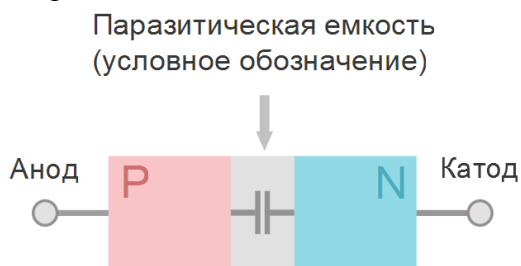 Паразитическая емкость
(условное обозначение)
Анод
P
N
Катод